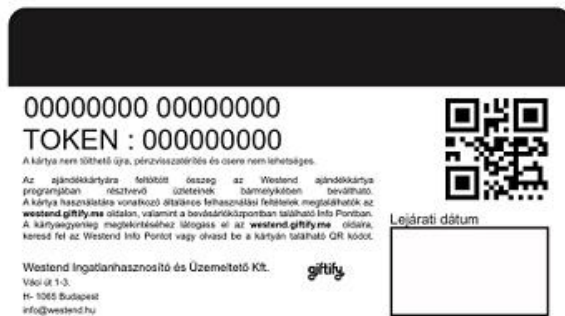 00000000 00000000
TOKEN : 000000000
A kártya nem tölthető újra, pénzvisszatérítés és csere nem lehetséges.
Az ajándékkártyára feltöltött összeg az Westend ajándékkártya
programjában résztvevő üzleteinek bármelyikében beváltható.
A kártya használatára vonatkozó általános felhasználási feltételek megtalálhatók az
westend.giftify.me oldalon, valamint a bevásárlóközpontban található Info Pontban.
A kártyaegyenleg megtekintéséhez látogass el az westend.giftify.me oldalra,
keresd fel az Westend Info Pontot vagy olvasd be a kártyán található QR kódot.
Lejárati dátum
Westend Ingatlanhasznosító és Üzemeltető Kft.
giftify
Váci út 1-3.
H- 1065 Budapest
info@westend.hu